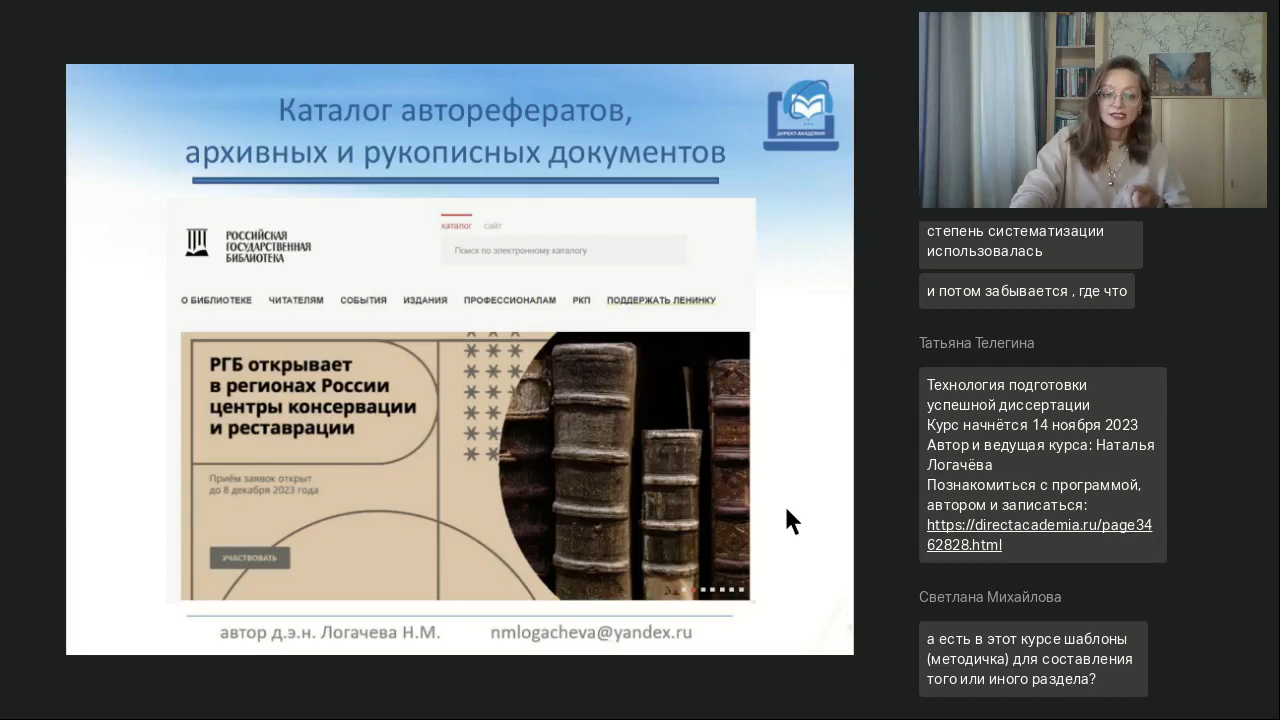 Каталог авторефератов,
архивных и рукописных документов
ДИРЕКТ-АКАДЕМИЯ
РОССИЙСКАЯ
ГОСУДАРСТВЕННАЯ
БИБЛИОТЕКА
каталог сайт
Поиск по электронному каталогу
О БИБЛИОТЕКЕ ЧИТАТЕЛЯМ СОБЫТИЯ ИЗДАНИЯ ПРОФЕССИОНАЛАМ РКП ПОДДЕРЖАТЬ ЛЕНИНКУ
РГБ открывает
в регионах России
центры консервации
и реставрации
Приём заявок открыт
до 8 декабря 2023 года
УЧАСТВОВАТЬ
автор д.э.н. Логачева Н.М. nmlogacheva@yandex.ru
степень систематизации
использовалась
и потом забывается , где что
Татьяна Телегина
Технология подготовки
успешной диссертации
Курс начнётся 14 ноября 2023
Автор и ведущая курса: Наталья
Логачёва
Познакомиться с программой,
автором и записаться:
https://directacademia.ru/page34
62828.html
Светлана Михайлова
а есть в этот курсе шаблоны
(методичка) для составления
того или иного раздела?